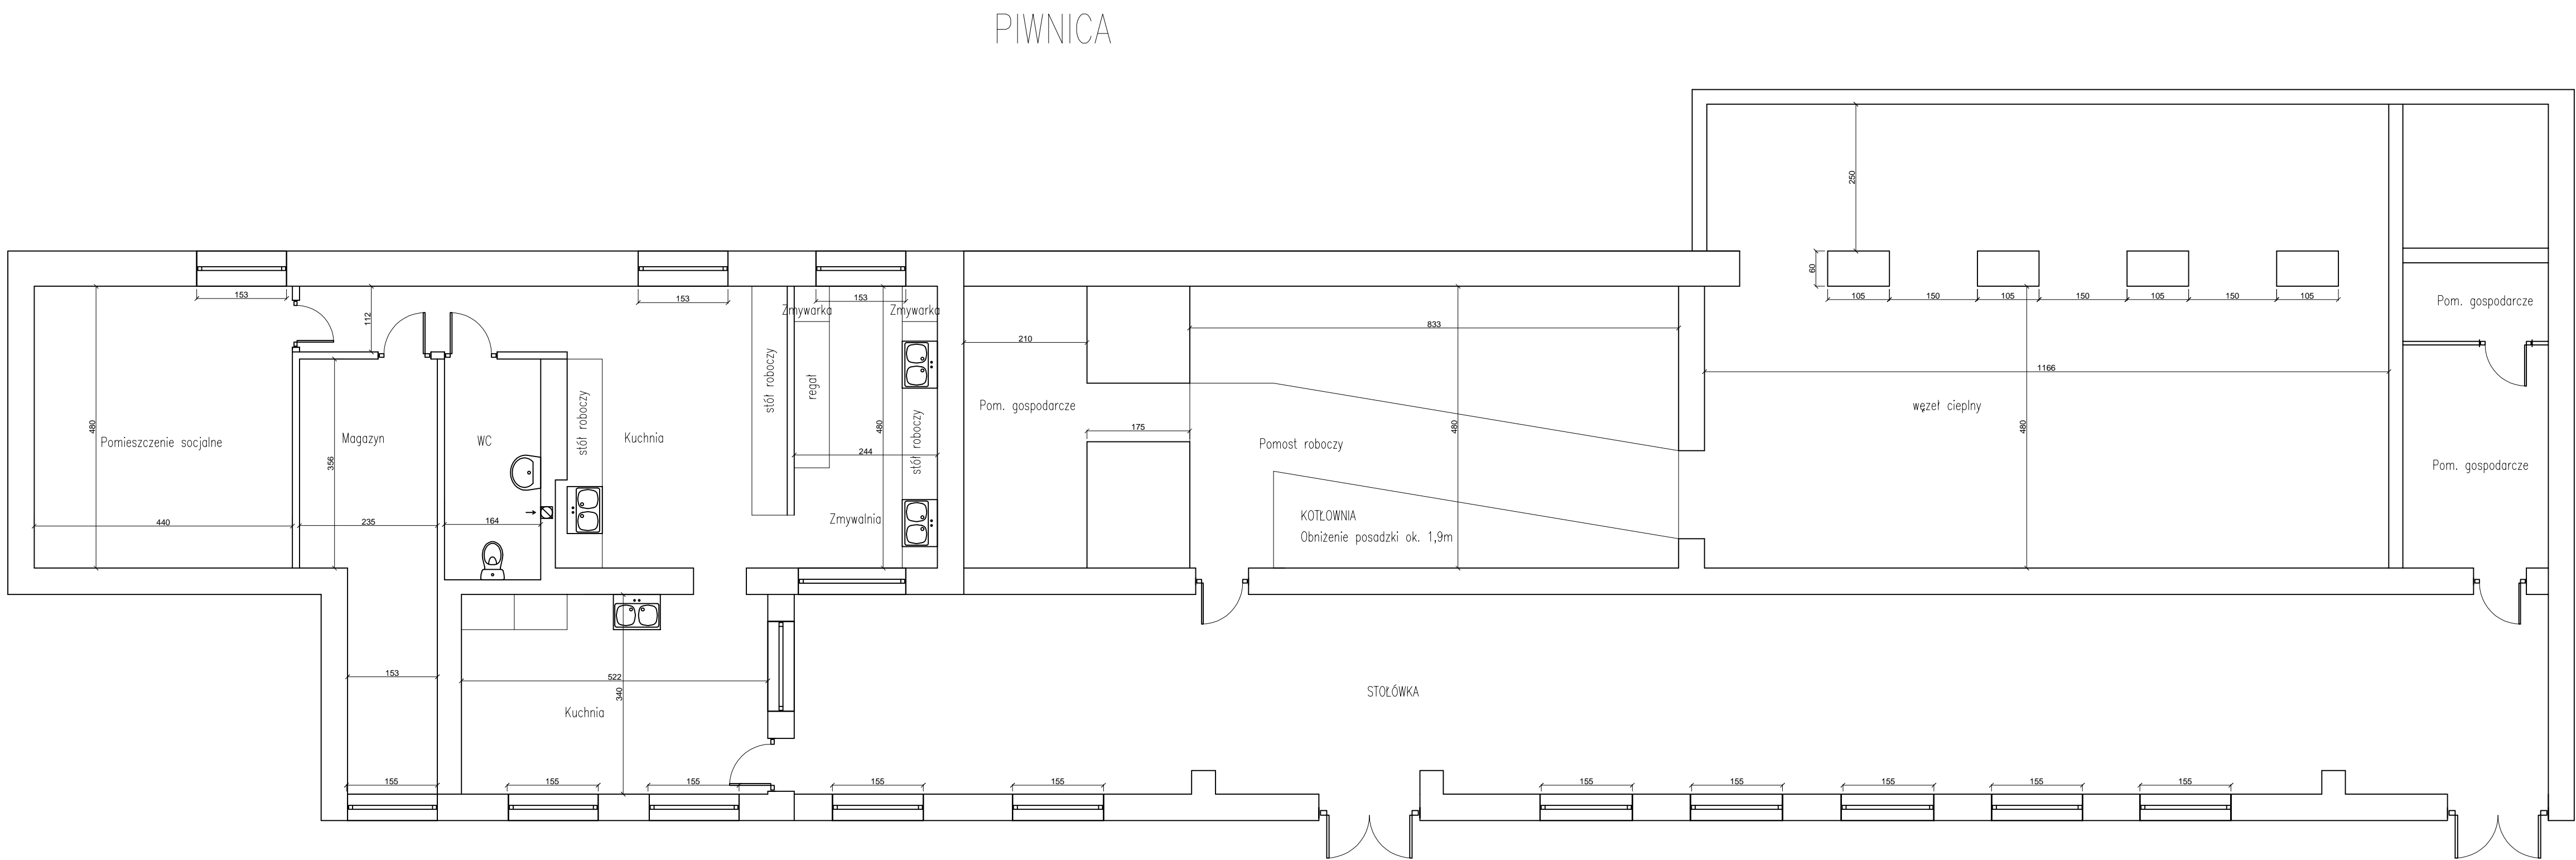 PIWNICA
250
60
105
150
105
150
105
150
105
153
153
153
112
Zmywarka
Zmywarka
Pom. gospodarcze
210
833
stół roboczy
regał
1166
stół roboczy
stół roboczy
Pom. gospodarcze
węzeł cieplny
480
Pomieszczenie socjalne
Magazyn
WC
Kuchnia
480
175
Pomost roboczy
480
480
356
244
Pom. gospodarcze
440
235
164
Zmywalnia
KOTŁOWNIA
Obniżenie posadzki ok. 1,9m
153
522
340
STOŁÓWKA
Kuchnia
155
155
155
155
155
155
155
155
155
155